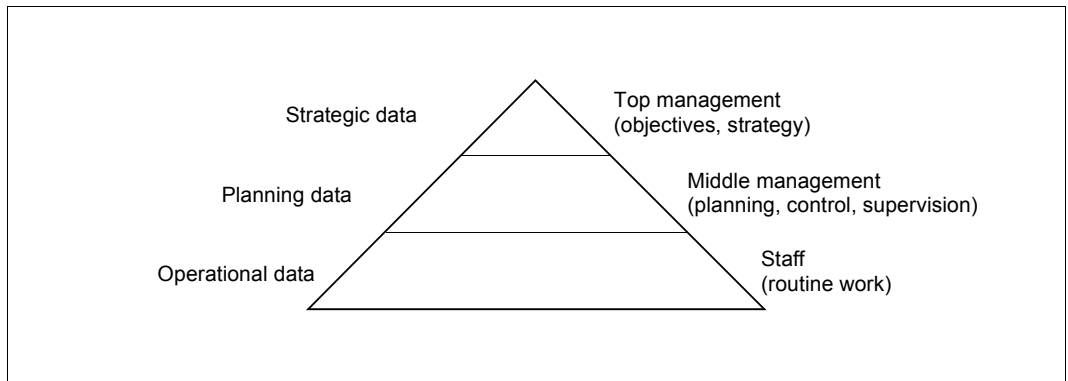 Strategic data
Top management
(objectives, strategy)
Planning data
Middle management
(planning, control, supervision)
Operational data
Staff
(routine work)